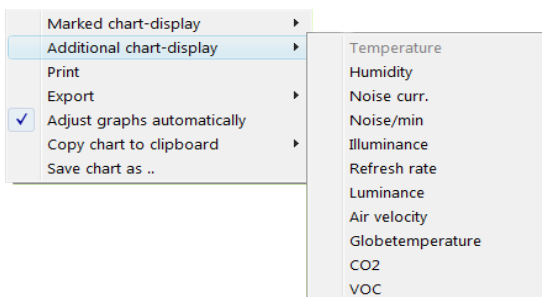 Marked chart-display
Additional chart-display
Print
Export
Adjust graphs automatically
Copy chart to clipboard
Save chart as ..
Temperature
Humidity
Noise curr.
Noise/min
Illuminance
Refresh rate
Luminance
Air velocity
Globetemperature
CO2
VOC